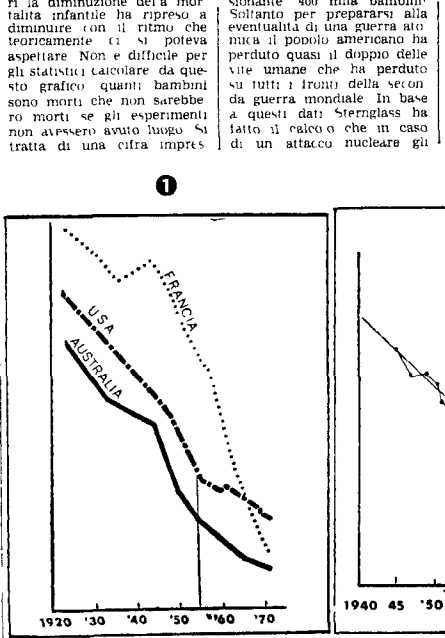 ri la diminuzione della mor
talità infantile ha ripreso a
diminuire con il ritmo che
teoricamente ci si poteva
aspettare Non e difficile per
gli statistici calcolare da que-
sto grafico quanti bambini
sono morti che non sarebbe
ro morti se gli esperimenti
non avessero avuto luogo Si
tratta di una cifra impres
sionante 400 mila bambini
Soltanto per prepararsi alla
eventualità di una guerra ato
mica il popolo americano ha
perduto quasi il doppio delle
vite umane che ha perduto
su tutti i fronti della secon
da guerra mondiale In base
a questi dati Sternglass ha
fatto il calcolo che in caso
di un attacco nucleare gli
1
FRANCIA
USA
AUSTRALIA
1920 '30 '40 '50 '60 '70
1940 45 '50